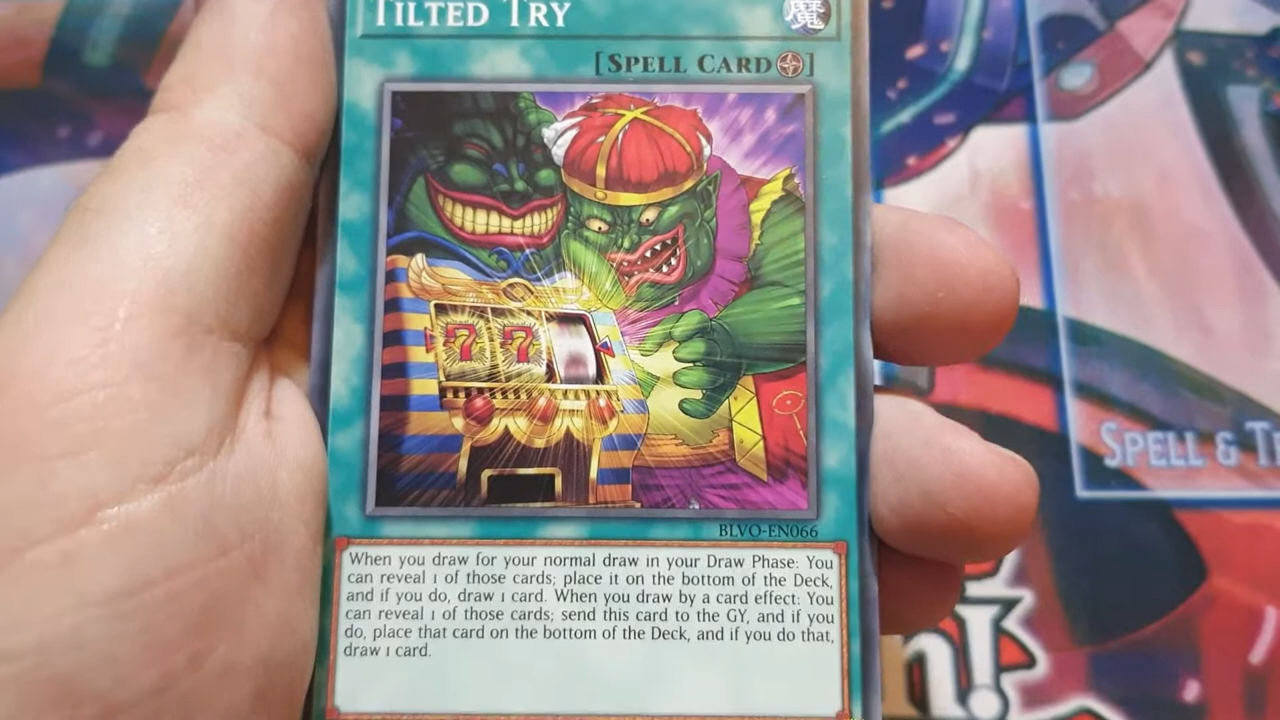 TILTED TRY
魔
[SPELL CARD]
7 7
BLVO-EN066
When you draw for your normal draw in your Draw Phase: You
can reveal 1 of those cards; place it on the bottom of the Deck,
and if you do, draw 1 card. When you draw by a card effect: You
can reveal 1 of those cards; send this card to the GY, and if you
do, place that card on the bottom of the Deck, and if you do that,
draw 1 card.
SPELL & T
n!